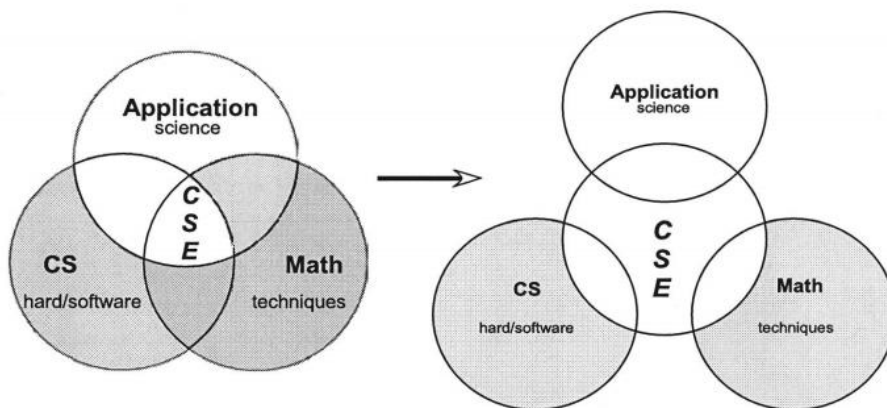 Application
science
C
S
E
CS
hard/software
Math
techniques
Application
science
C
S
E
CS
hard/software
Math
techniques